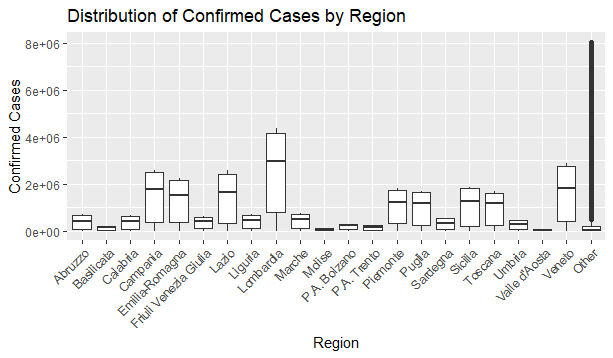 Distribution of Confirmed Cases by Region
8e+06
6e+06
4e+06
2e+06
0e+00
Confirmed Cases
Abruzzo
Basilicata
Calabria
Campania
Emilia-Romagna
Friuli Venezia Giulia
Lazio
Liguria
Lombardia
Marche
Molise
P.A. Bolzano
P.A. Trento
Piemonte
Puglia
Sardegna
Sicilia
Toscana
Umbria
Valle d'Aosta
Veneto
Other
Region